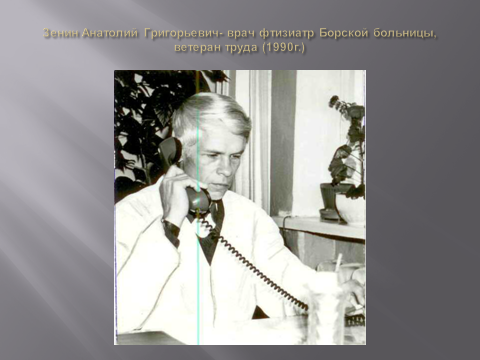 Зенин Анатолий Григорьевич- врач фтизиатр Борской больницы,
ветеран труда (1990г.)